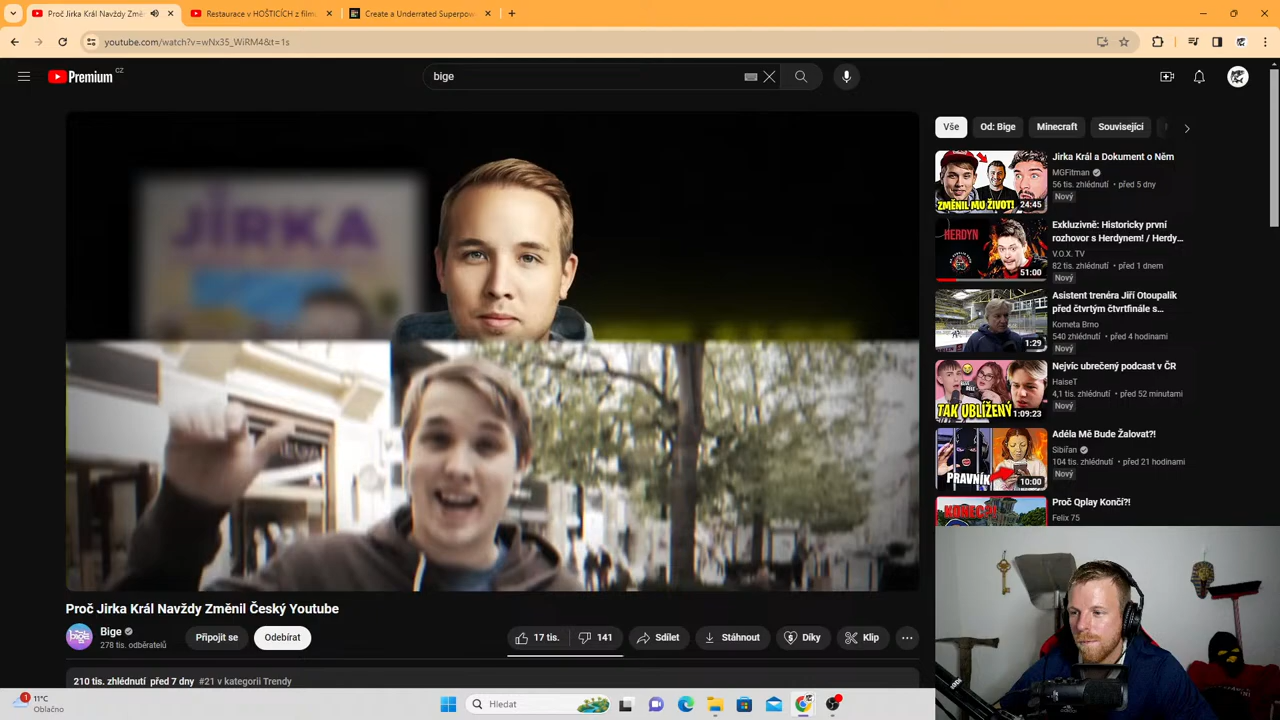 Proč Jirka Král Navždy Změn
Restaurace v HOŠTICÍCH z film
Create a Underrated Superpow
youtube.com/watch?v=wNx35_WiRM4&t=1s
Premium CZ
bige
Vše
Od: Bige
Minecraft
Související
JIRKA
ZMĚNIL MU ŽIVOT!
24:45
Jirka Král a Dokument o Něm
MGFitman
56 tis. zhlédnutí • před 5 dny
Nový
HERDYN
51:00
Exkluzivně: Historicky první
rozhovor s Herdynem! / Herdy…
V.O.X. TV
82 tis. zhlédnutí • před 1 dnem
Nový
1:29
Asistent trenéra Jiří Otoupalík
před čtvrtým čtvrtfinále s…
Kometa Brno
540 zhlédnutí • před 4 hodinami
Nový
TAK UBLÍŽENÝ
1:09:23
Nejvíc ubrečený podcast v ČR
HaiseT
4,1 tis. zhlédnutí • před 52 minutami
Nový
PRAVNÍK
10:00
Adéla Mě Bude Žalovat?!
Sibiřan
104 tis. zhlédnutí • před 21 hodinami
Nový
KONEC?!
Proč Qplay Končí?!
Felix 75
Proč Jirka Král Navždy Změnil Český Youtube
bige
Bige
278 tis. odběratelů
Připojit se
Odebírat
17 tis.
141
Sdílet
Stáhnout
Díky
Klip
210 tis. zhlédnutí před 7 dny #21 v kategorii Trendy
1
11°C
Oblačno
Hledat